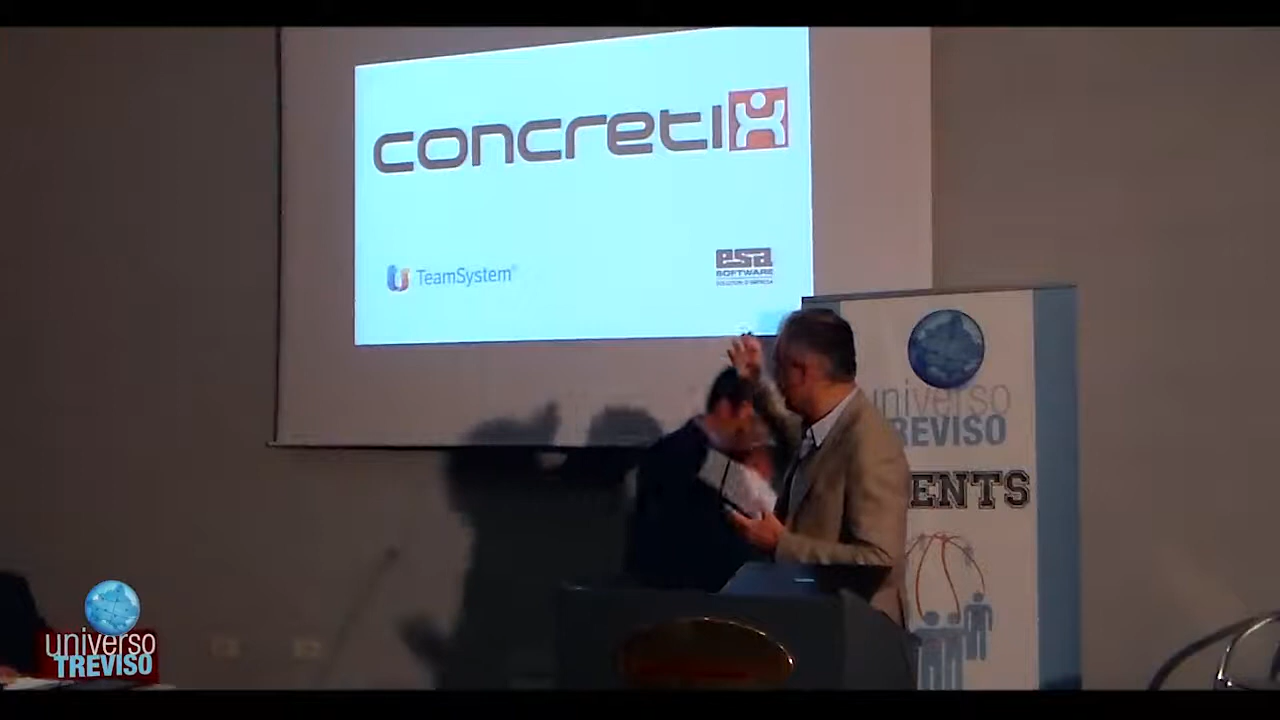 concretix
TeamSystem®
esa
SOFTWARE
universo
TREVISO
ENTS
universo
TREVISO